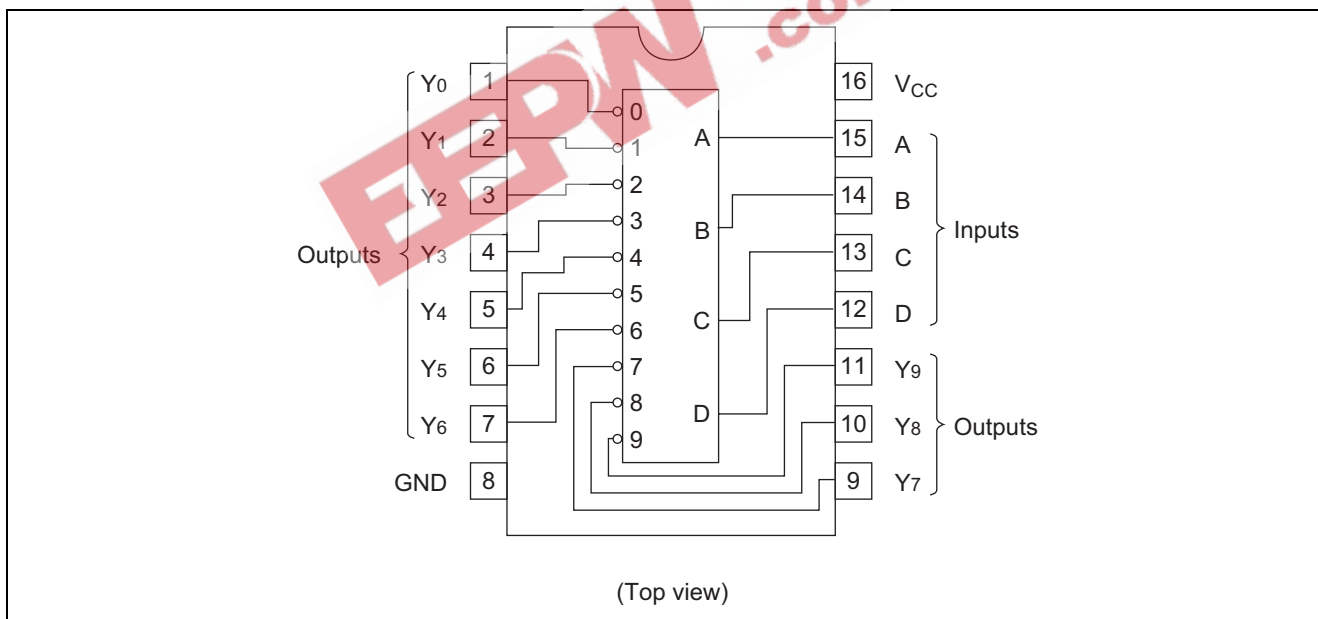 EEPW .com
Y0 1 0 16 VCC
Y1 2 1 A 15 A
Y2 3 2 14 B
Outputs Y3 4 3 B 13 C Inputs
Y4 5 4 C 12 D
Y5 6 5 11 Y9
Y6 7 6 D 10 Y8 Outputs
GND 8 7 9 Y7
8
9
(Top view)